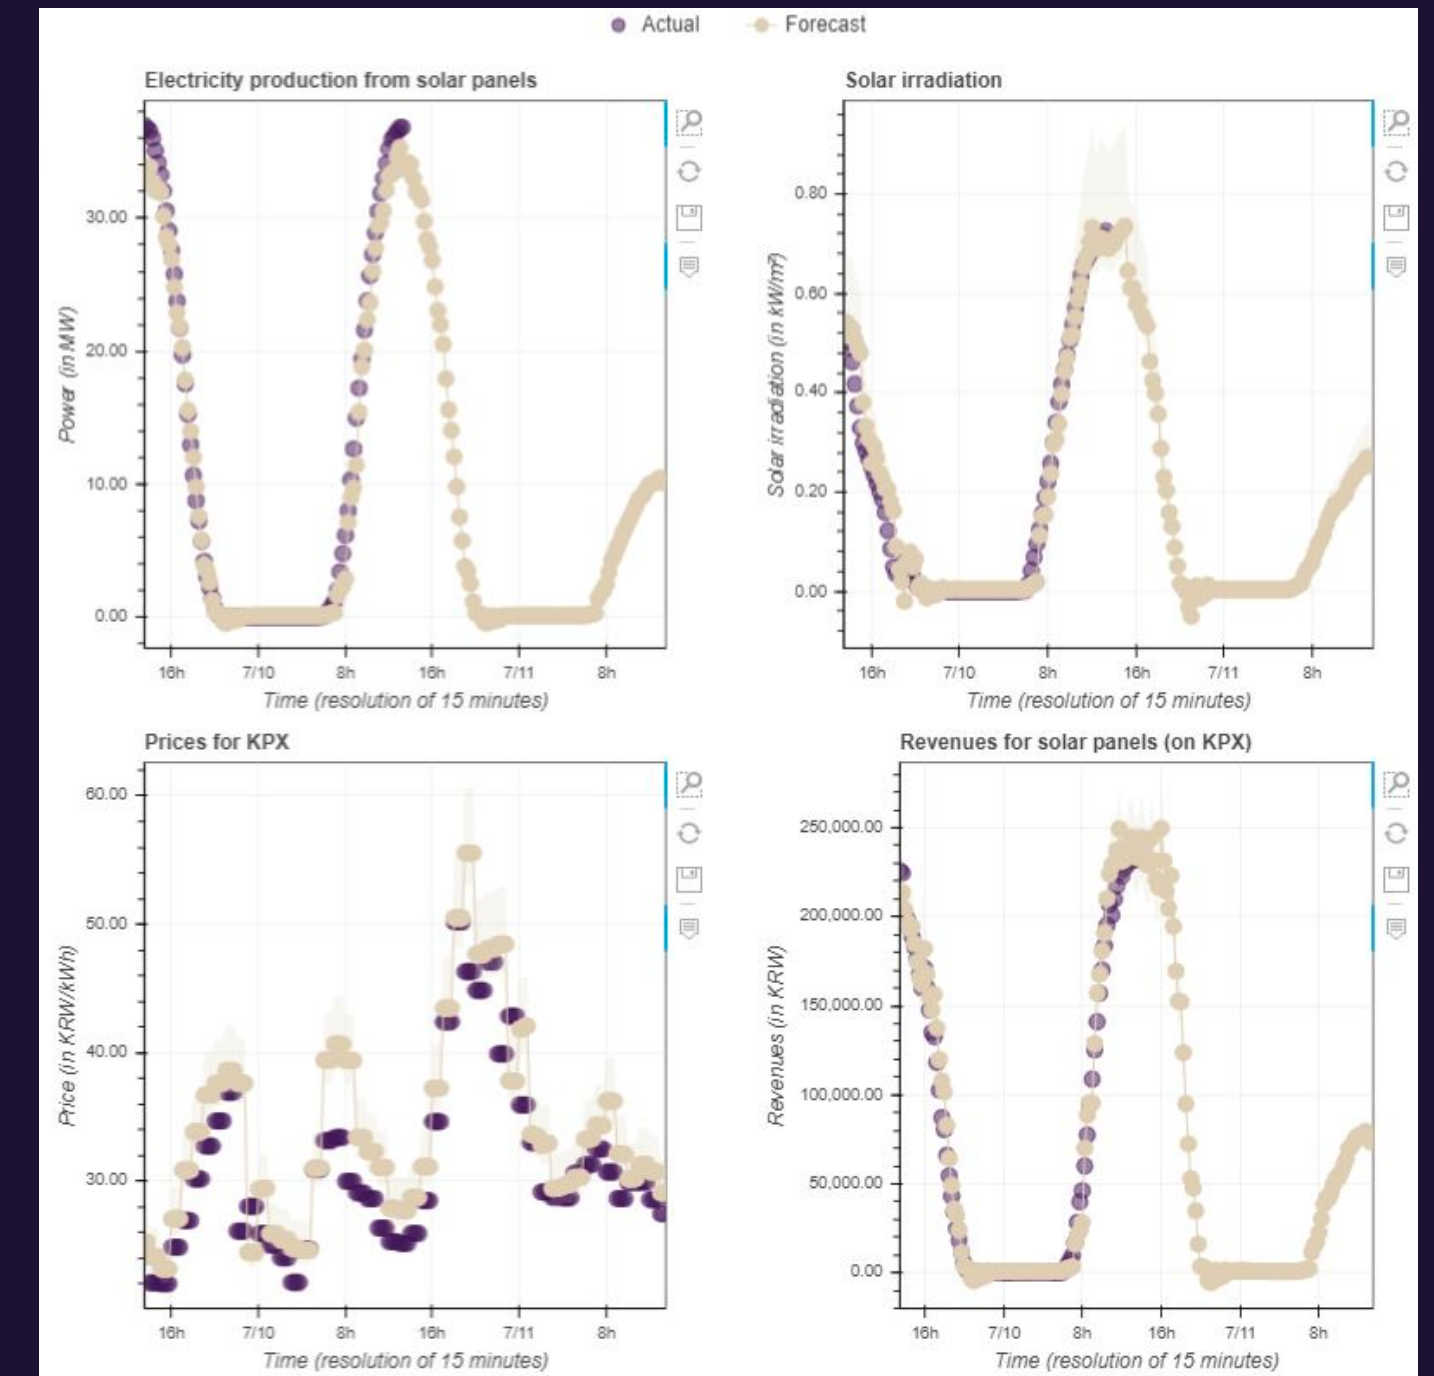 Actual
Forecast
Electricity production from solar panels
30.00
20.00
10.00
0.00
Power (in MW)
16h
7/10
8h
16h
7/11
8h
Time (resolution of 15 minutes)
Solar irradiation
0.80
0.60
0.40
0.20
0.00
Solar irradiation (in kW/m²)
16h
7/10
8h
16h
7/11
8h
Time (resolution of 15 minutes)
Prices for KPX
60.00
50.00
40.00
30.00
Price (in KRW/kWh)
16h
7/10
8h
16h
7/11
8h
Time (resolution of 15 minutes)
Revenues for solar panels (on KPX)
250,000.00
200,000.00
150,000.00
100,000.00
50,000.00
0.00
Revenues (in KRW)
16h
7/10
8h
16h
7/11
8h
Time (resolution of 15 minutes)